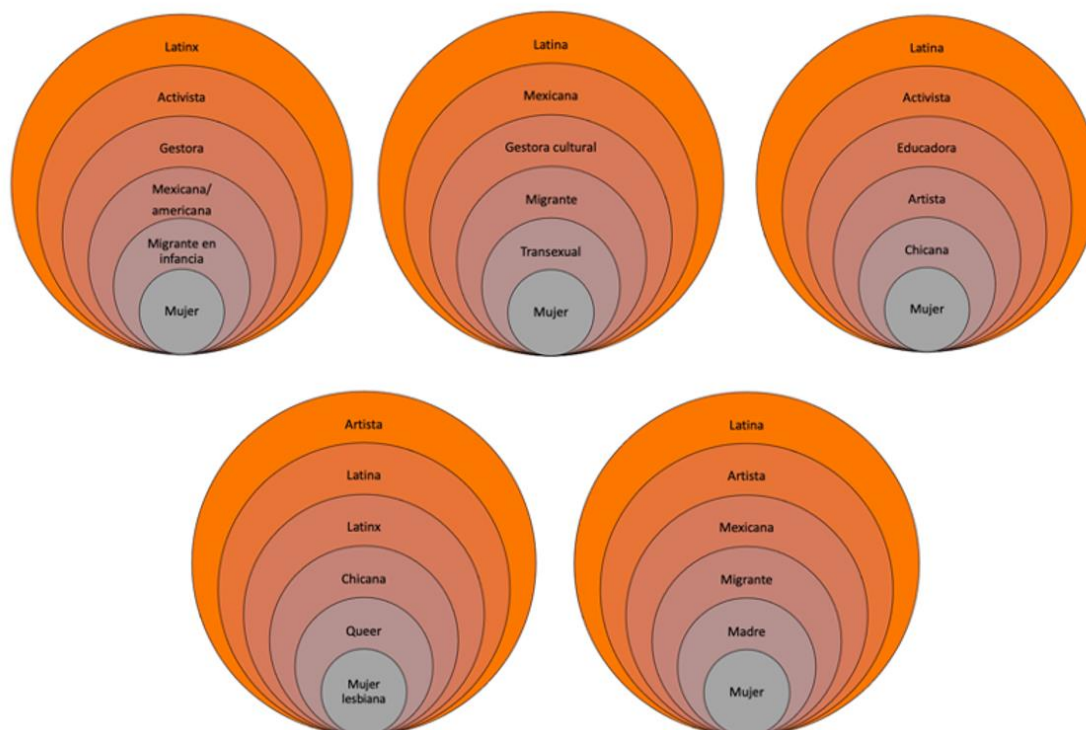 Latinx
Activista
Gestora
Mexicana/
americana
Migrante en
infancia
Mujer
Latina
Mexicana
Gestora cultural
Migrante
Transexual
Mujer
Latina
Activista
Educadora
Artista
Chicana
Mujer
Artista
Latina
Latinx
Chicana
Queer
Mujer
lesbiana
Latina
Artista
Mexicana
Migrante
Madre
Mujer